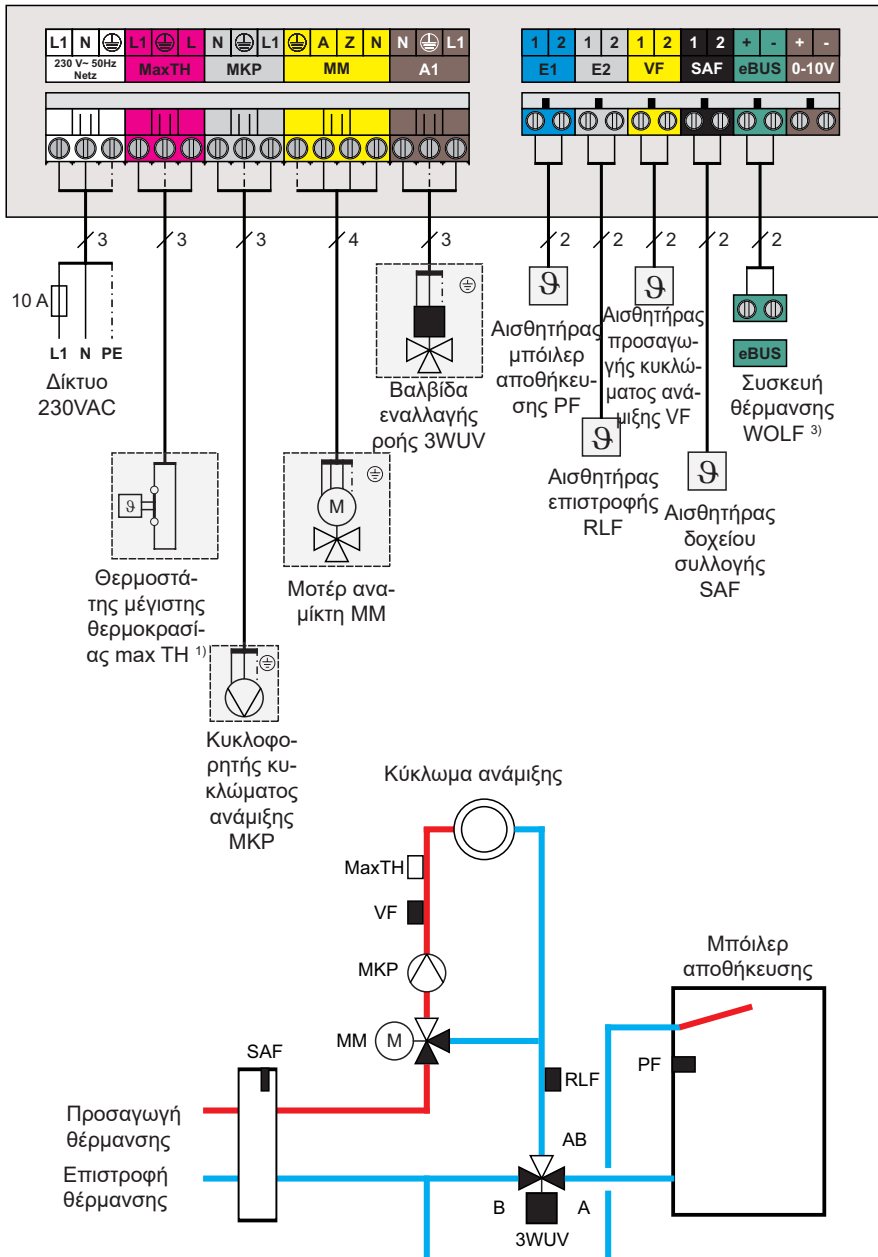 L1 N L1 L N L1 A Z N N L1
230 V~ 50Hz
Netz
MaxTH MKP MM A1
1 2 1 2 1 2 1 2 + - + -
E1 E2 VF SAF eBUS 0-10V
3 3 3 4 3 2 2 2 2 2
10 A
L1 N PE
Δίκτυο
230VAC
Θερμοστά-
της μέγιστης
θερμοκρασί-
ας max TH 1)
Κυκλοφο-
ρητής κυ-
κλώματος
ανάμιξης
MKP
M
Μοτέρ ανα-
μίκτη MM
Βαλβίδα
εναλλαγής
ροής 3WUV
ϑ
Αισθητήρας
μπόιλερ
αποθήκευ-
σης PF
ϑ
Αισθητήρας
επιστροφής
RLF
ϑ
Αισθητήρας
προσαγω-
γής κυκλώ-
ματος ανά-
μιξης VF
ϑ
Αισθητήρας
δοχείου
συλλογής
SAF
ϑ
eBUS
Συσκευή
θέρμανσης
WOLF 3)
Κύκλωμα ανάμιξης
MaxTH
VF
MKP
MM M
SAF
RLF
AB
B A
3WUV
Προσαγωγή
θέρμανσης
Επιστροφή
θέρμανσης
Μπόιλερ
αποθήκευσης
PF